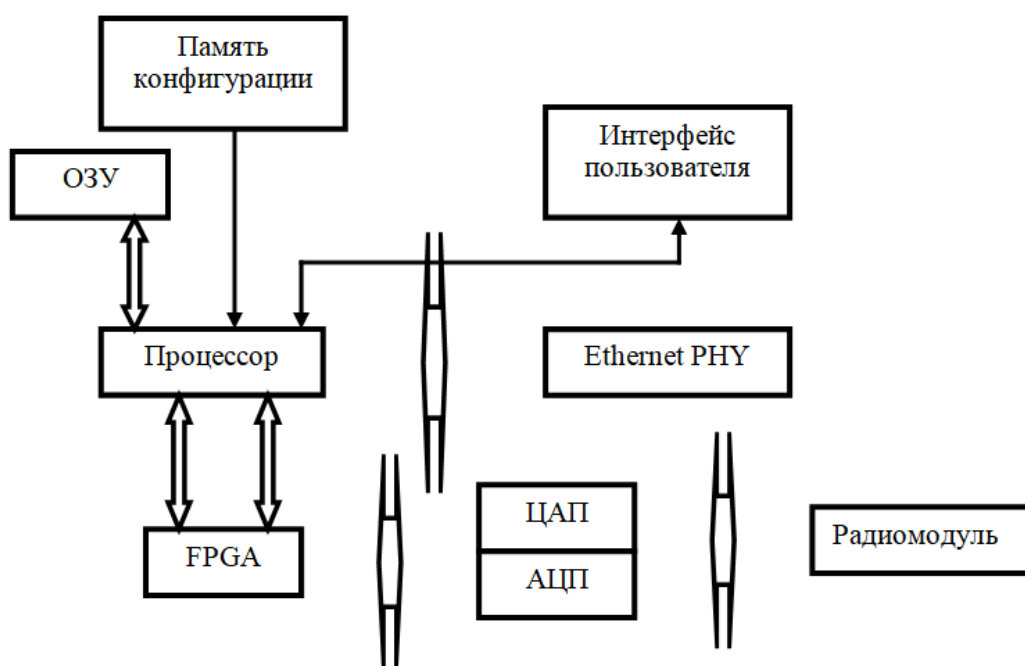 Память
конфигурации
Интерфейс
пользователя
ОЗУ
Процессор
Ethernet PHY
ЦАП
АЦП
FPGA
Радиомодуль